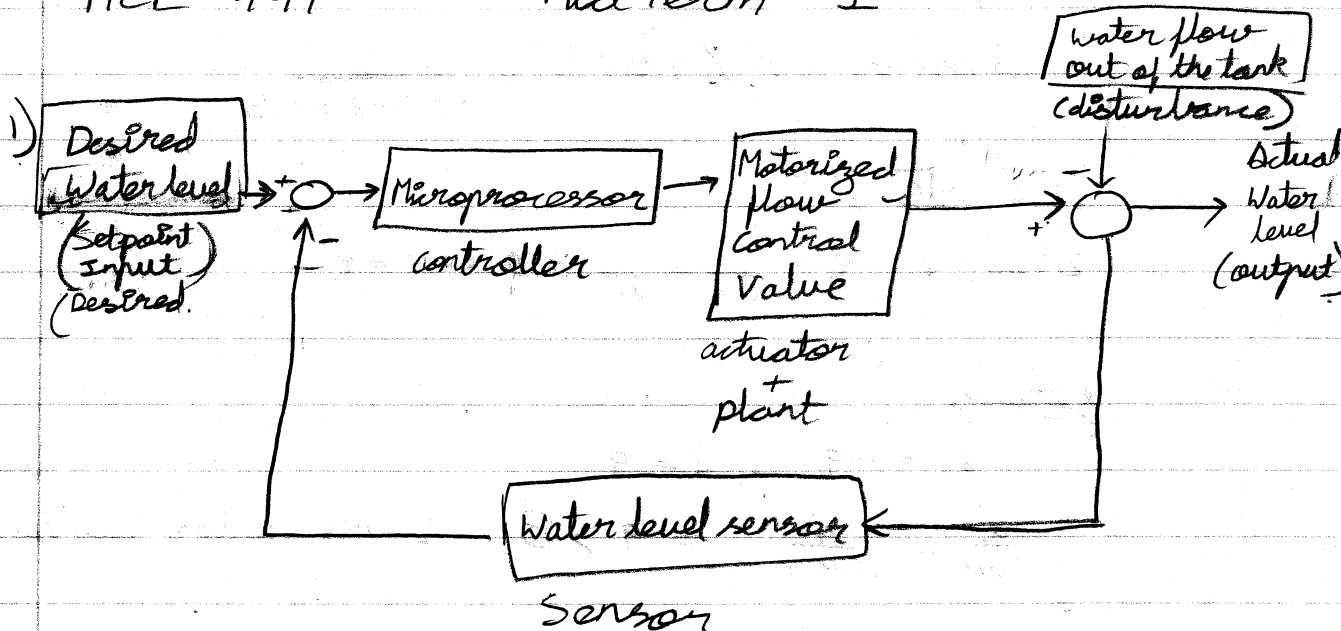 Midterm I
water flow
out of the tank
(disturbance)
1)
Desired
Water level
(Setpoint
Input)
(Desired.
+
-
Microprocessor
controller
Motorized
flow
control
Value
actuator
+
plant
-
+
Actual
Water
level
(output)
Water level sensor
Sensor